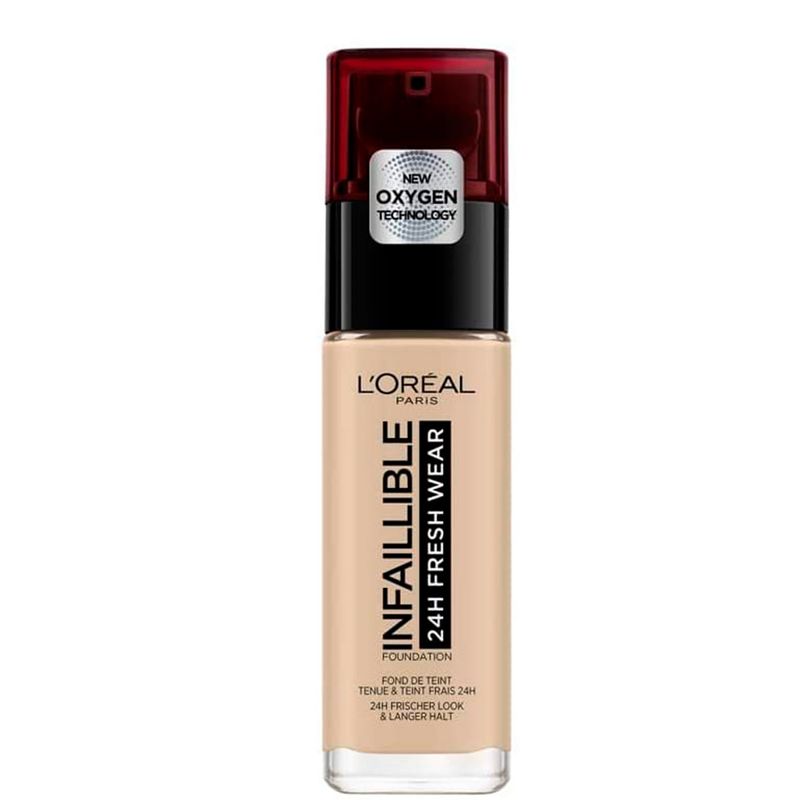 NEW
OXYGEN
TECHNOLOGY
L'ORÉAL
PARIS
INFAILLIBLE
24H FRESH WEAR
FOUNDATION
FOND DE TEINT
TENUE & TEINT FRAIS 24H
24H FRISCHER LOOK
& LANGER HALT